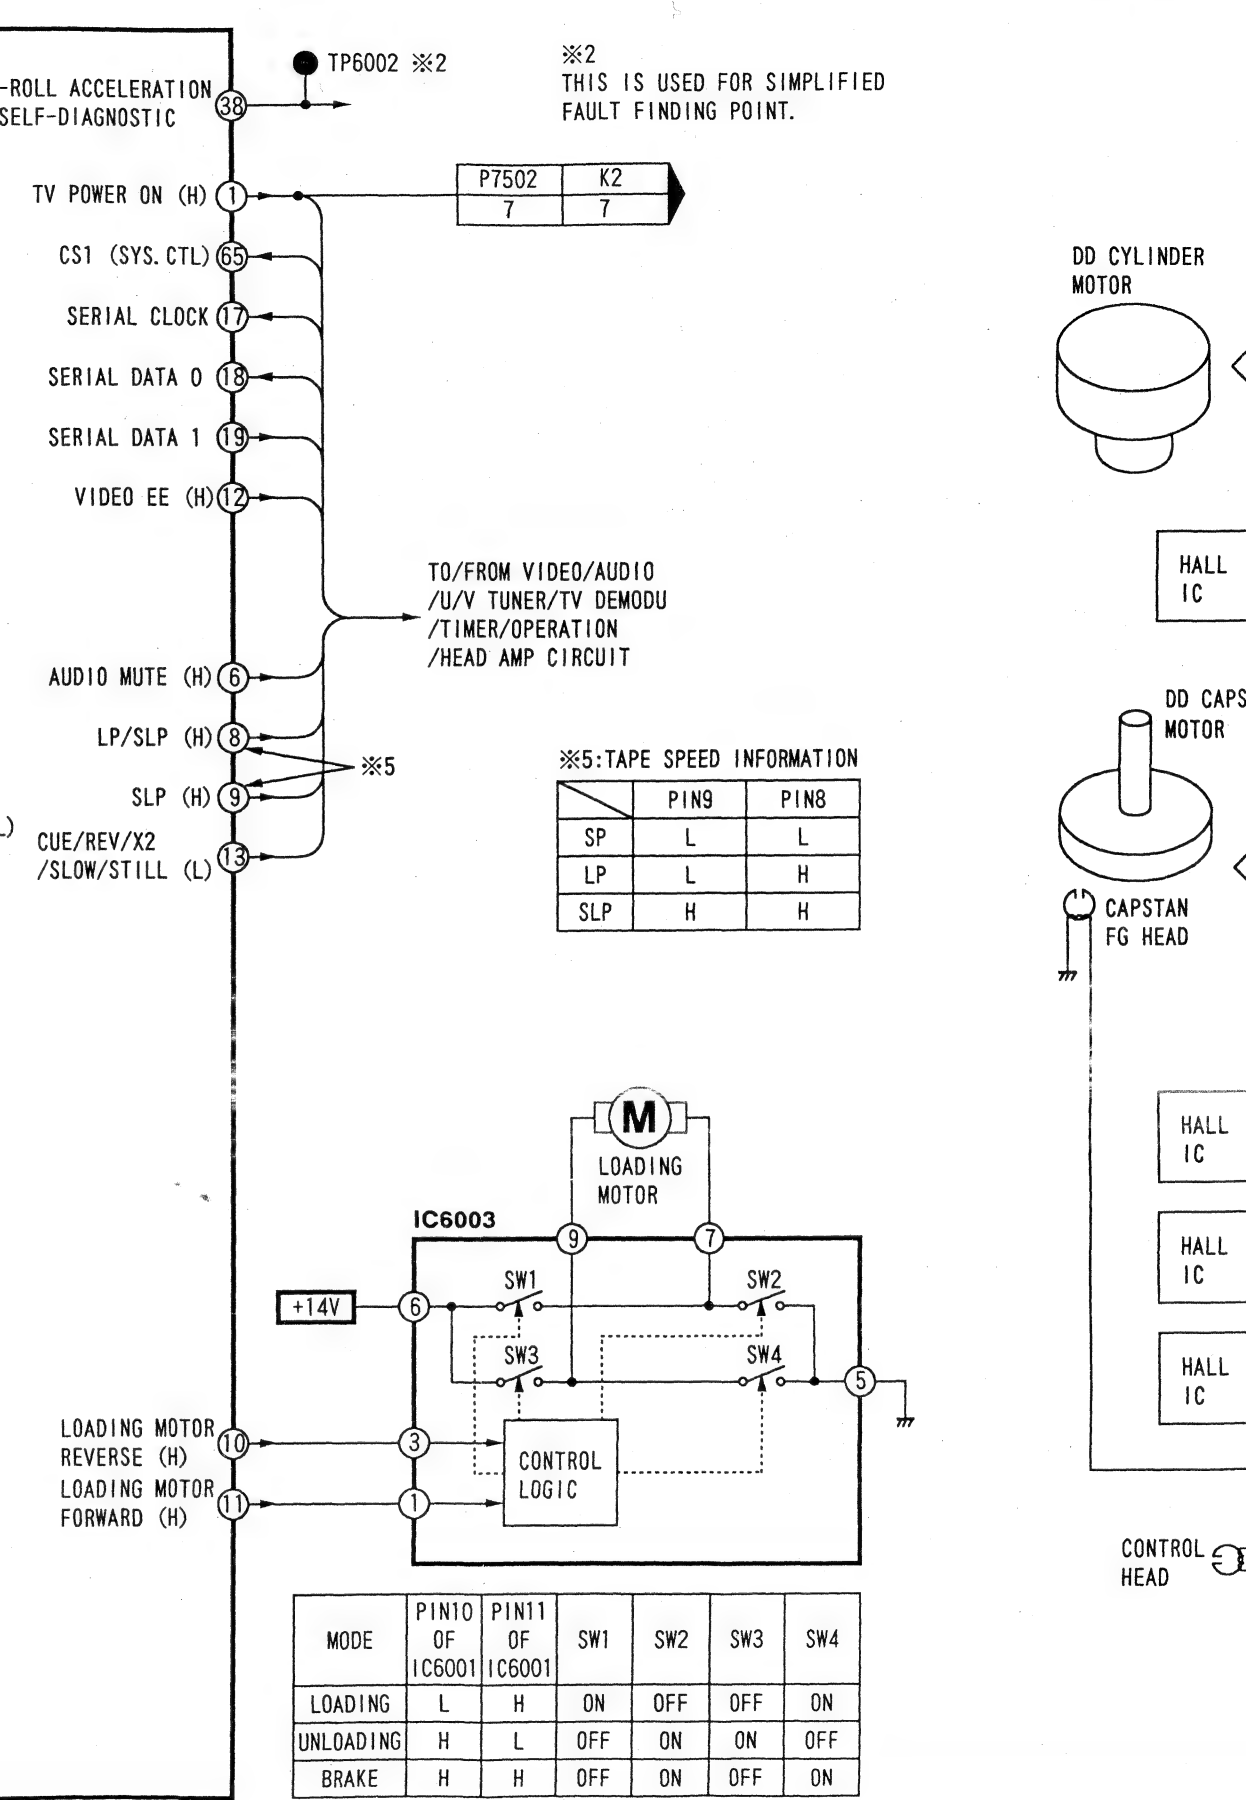 TP6002 ※2
※2
THIS IS USED FOR SIMPLIFIED
FAULT FINDING POINT.
-ROLL ACCELERATION
SELF-DIAGNOSTIC
38
TV POWER ON (H)
1
P7502 K2
7 7
CS1 (SYS.CTL)
65
SERIAL CLOCK
17
SERIAL DATA 0
18
SERIAL DATA 1
19
VIDEO EE (H)
12
TO/FROM VIDEO/AUDIO
/U/V TUNER/TV DEMODU
/TIMER/OPERATION
/HEAD AMP CIRCUIT
AUDIO MUTE (H)
6
LP/SLP (H)
8
※5
SLP (H)
9
L)
CUE/REV/X2
/SLOW/STILL (L)
13
※5:TAPE SPEED INFORMATION
PIN9 PIN8
SP L L
LP L H
SLP H H
DD CYLINDER
MOTOR
HALL
IC
DD CAPS
MOTOR
CAPSTAN
FG HEAD
HALL
IC
HALL
IC
HALL
IC
CONTROL
HEAD
M
LOADING
MOTOR
IC6003
9
7
+14V
6
SW1
SW2
SW3
SW4
5
LOADING MOTOR
REVERSE (H)
10
3
LOADING MOTOR
FORWARD (H)
11
1
CONTROL
LOGIC
MODE PIN10 OF IC6001 PIN11 OF IC6001 SW1 SW2 SW3 SW4
LOADING L H ON OFF OFF ON
UNLOADING H L OFF ON ON OFF
BRAKE H H OFF ON OFF ON